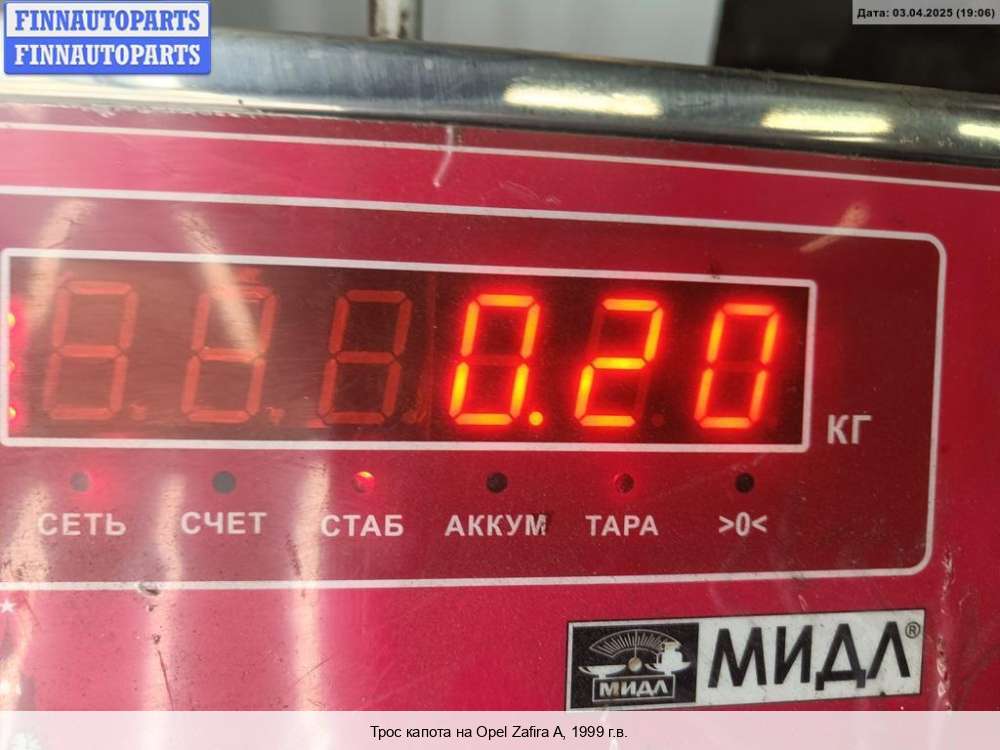 FINNAUTOPARTS
FINNAUTOPARTS
Дата: 03.04.2025 (19:06)
0.20
КГ
СЕТЬ СЧЕТ СТАБ АККУМ ТАРА >0<
МИДЛ
МИДЛ®
Трос капота на Opel Zafira A, 1999 г.в.